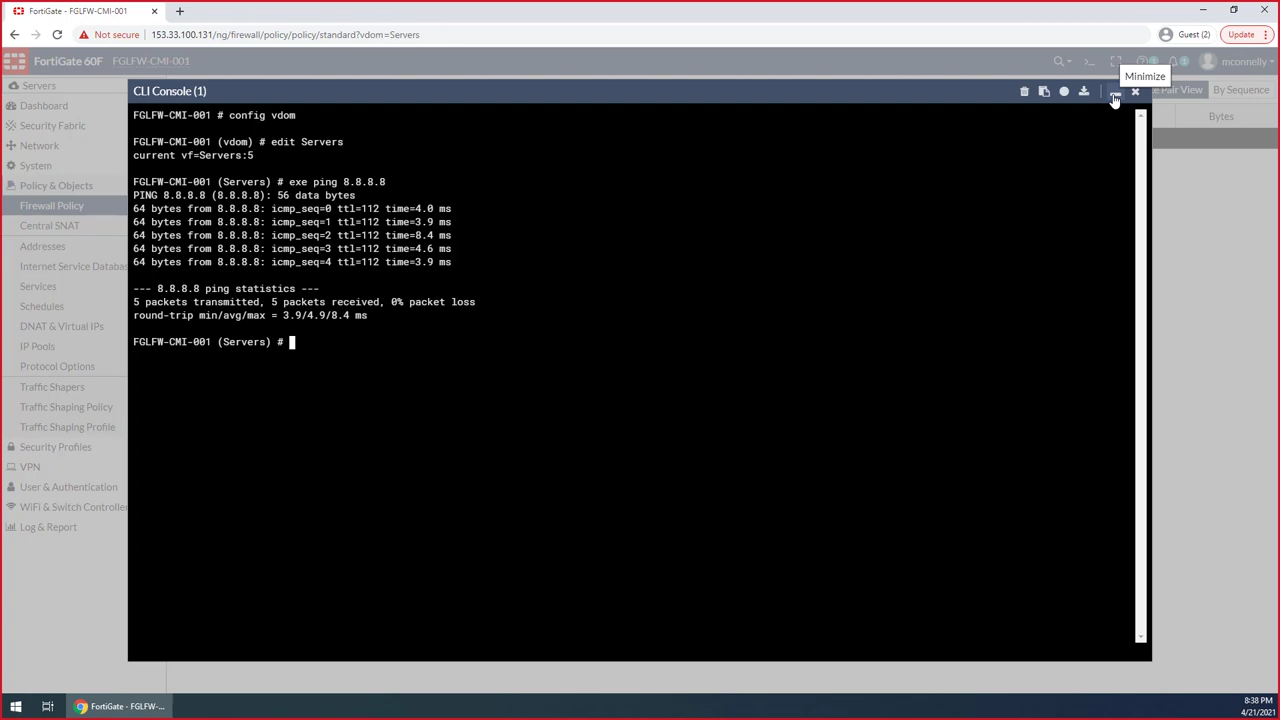 FortiGate - FGLFW-CMI-001
Not secure
153.33.100.131/ng/firewall/policy/policy/standard?vdom=Servers
Guest (2)
Update
FortiGate 60F
FGLFW-CMI-001
mconnelly
Minimize
Servers
CLI Console (1)
Pair View
By Sequence
Dashboard
Security Fabric
Network
System
Policy & Objects
Firewall Policy
Central SNAT
Addresses
Internet Service Databas
Services
Schedules
DNAT & Virtual IPs
IP Pools
Protocol Options
Traffic Shapers
Traffic Shaping Policy
Traffic Shaping Profile
Security Profiles
VPN
User & Authentication
WiFi & Switch Controller
Log & Report
Bytes
FGLFW-CMI-001 # config vdom
FGLFW-CMI-001 (vdom) # edit Servers
current vf=Servers:5
FGLFW-CMI-001 (Servers) # exe ping 8.8.8.8
PING 8.8.8.8 (8.8.8.8): 56 data bytes
64 bytes from 8.8.8.8: icmp_seq=0 ttl=112 time=4.0 ms
64 bytes from 8.8.8.8: icmp_seq=1 ttl=112 time=3.9 ms
64 bytes from 8.8.8.8: icmp_seq=2 ttl=112 time=8.4 ms
64 bytes from 8.8.8.8: icmp_seq=3 ttl=112 time=4.6 ms
64 bytes from 8.8.8.8: icmp_seq=4 ttl=112 time=3.9 ms
--- 8.8.8.8 ping statistics ---
5 packets transmitted, 5 packets received, 0% packet loss
round-trip min/avg/max = 3.9/4.9/8.4 ms
FGLFW-CMI-001 (Servers) #
FortiGate - FGLFW-...
8:38 PM
4/21/2021